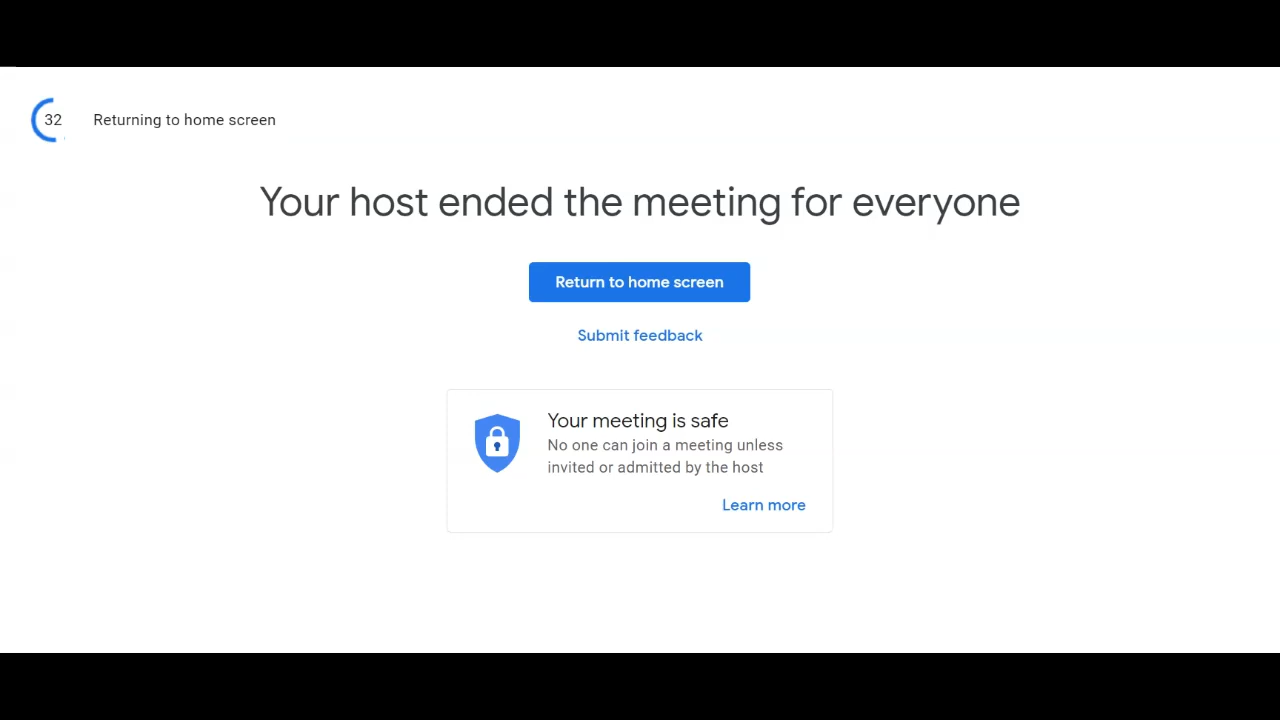 32
Returning to home screen
Your host ended the meeting for everyone
Return to home screen
Submit feedback
Your meeting is safe
No one can join a meeting unless
invited or admitted by the host
Learn more